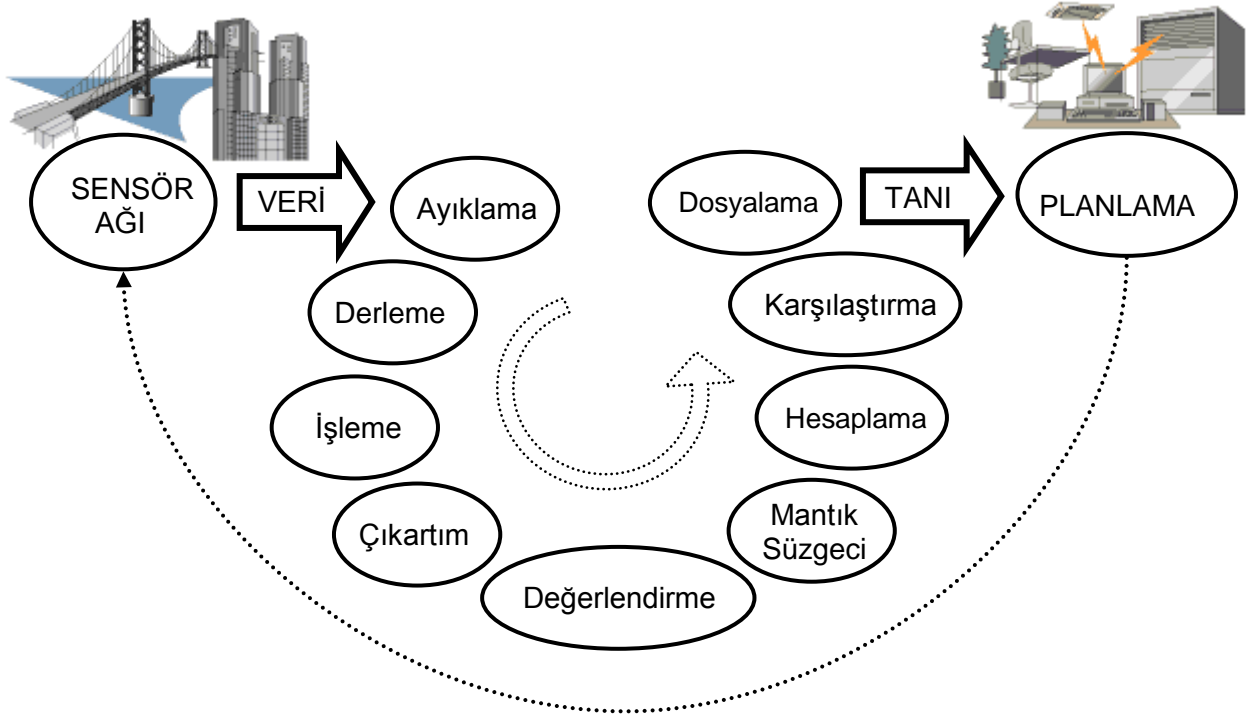 SENSÖR
AĞI
VERİ
Ayıklama
Derleme
İşleme
Çıkartım
Değerlendirme
Mantık
Süzgeci
Hesaplama
Karşılaştırma
Dosyalama
TANI
PLANLAMA